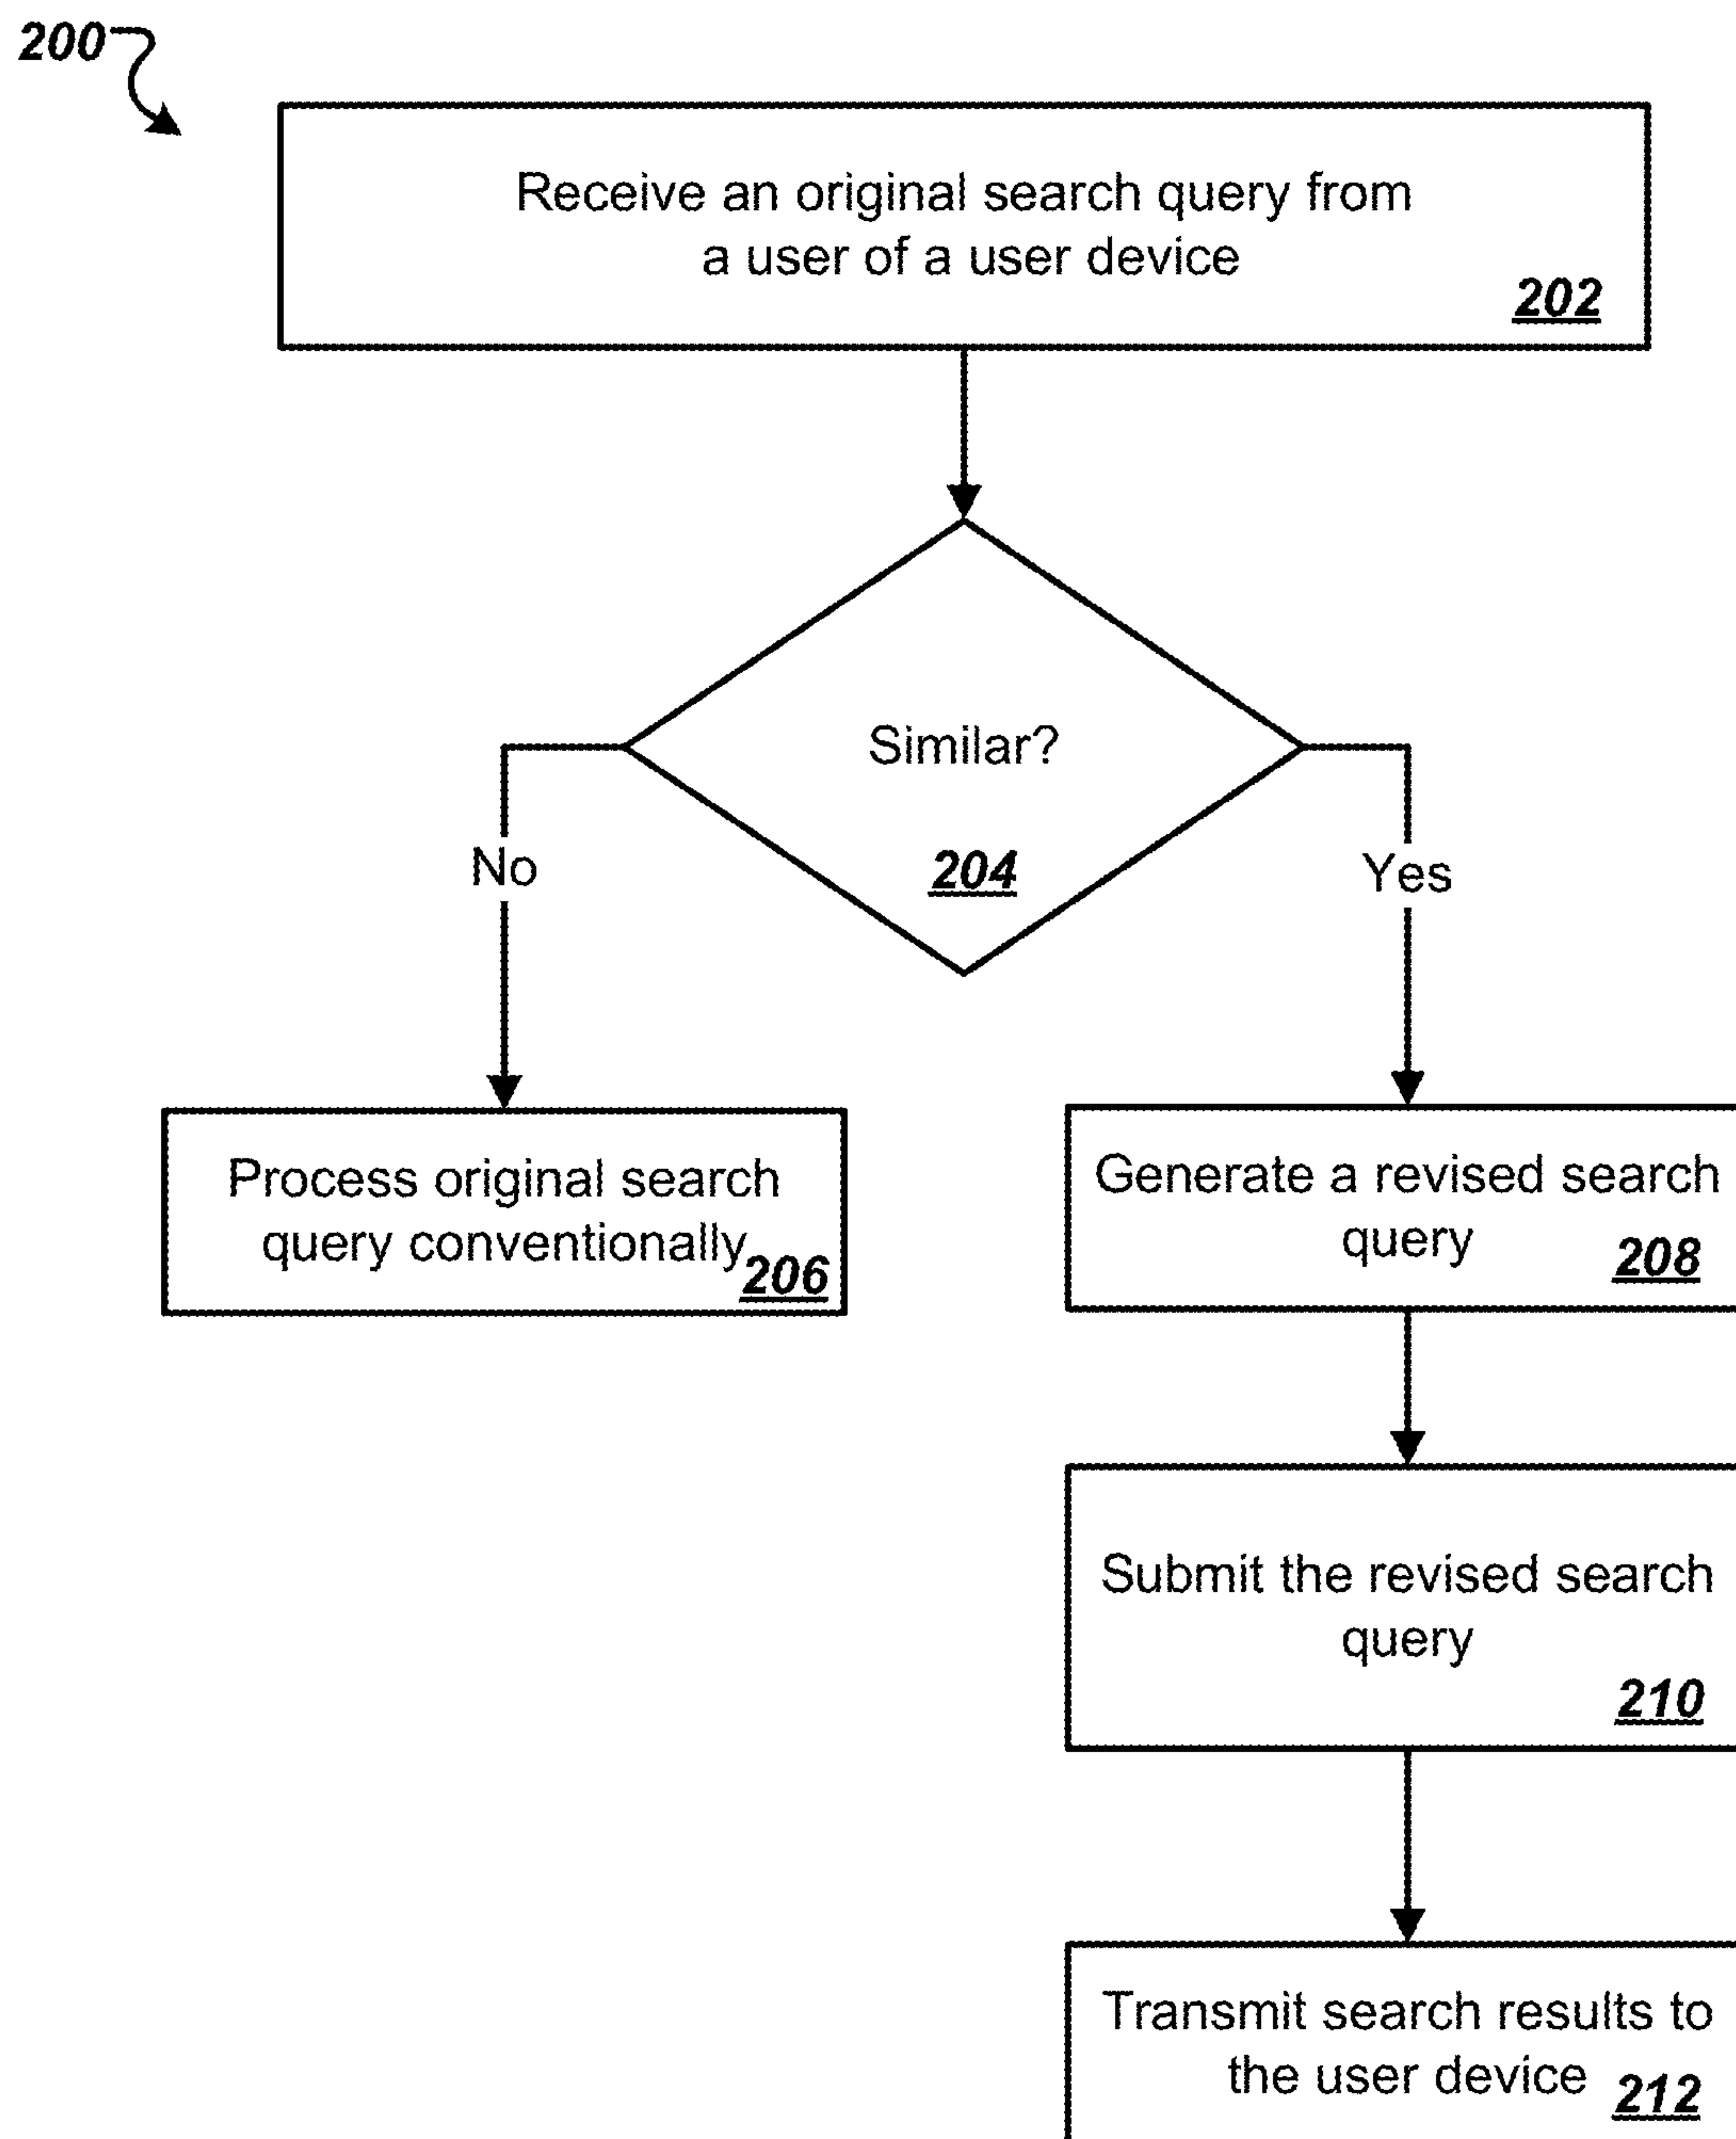 200
Receive an original search query from
a user of a user device
202
Similar?
204
No
Yes
Process original search
query conventionally
206
Generate a revised search
query
208
Submit the revised search
query
210
Transmit search results to
the user device
212